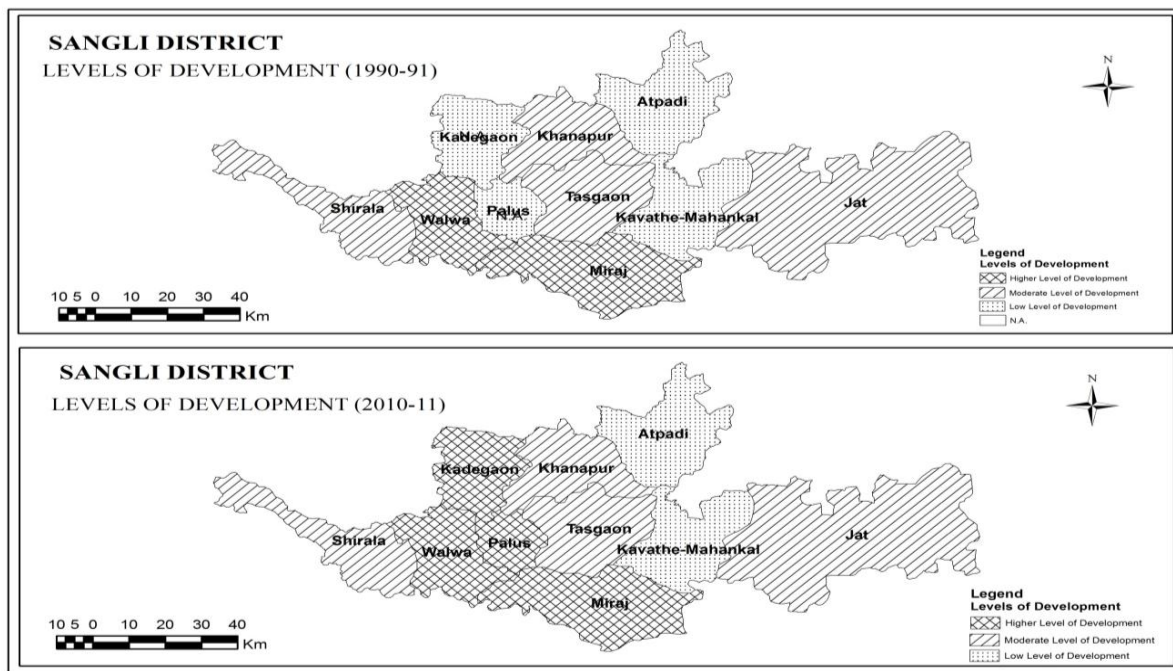 SANGLI DISTRICT
LEVELS OF DEVELOPMENT (1990-91)
N
Atpadi
Kadegaon
N.A.
Khanapur
Shirala
Walwa
Palus
N.A
Tasgaon
Kavathe-Mahankal
Jat
Miraj
Legend
Levels of Development
Higher Level of Development
Moderate Level of Development
Low Level of Development
N.A.
10 5 0 10 20 30 40
Km
SANGLI DISTRICT
LEVELS OF DEVELOPMENT (2010-11)
N
Atpadi
Kadegaon
Khanapur
Shirala
Walwa
Palus
Tasgaon
Kavathe-Mahankal
Jat
Miraj
Legend
Levels of Development
Higher Level of Development
Moderate Level of Development
Low Level of Development
10 5 0 10 20 30 40
Km